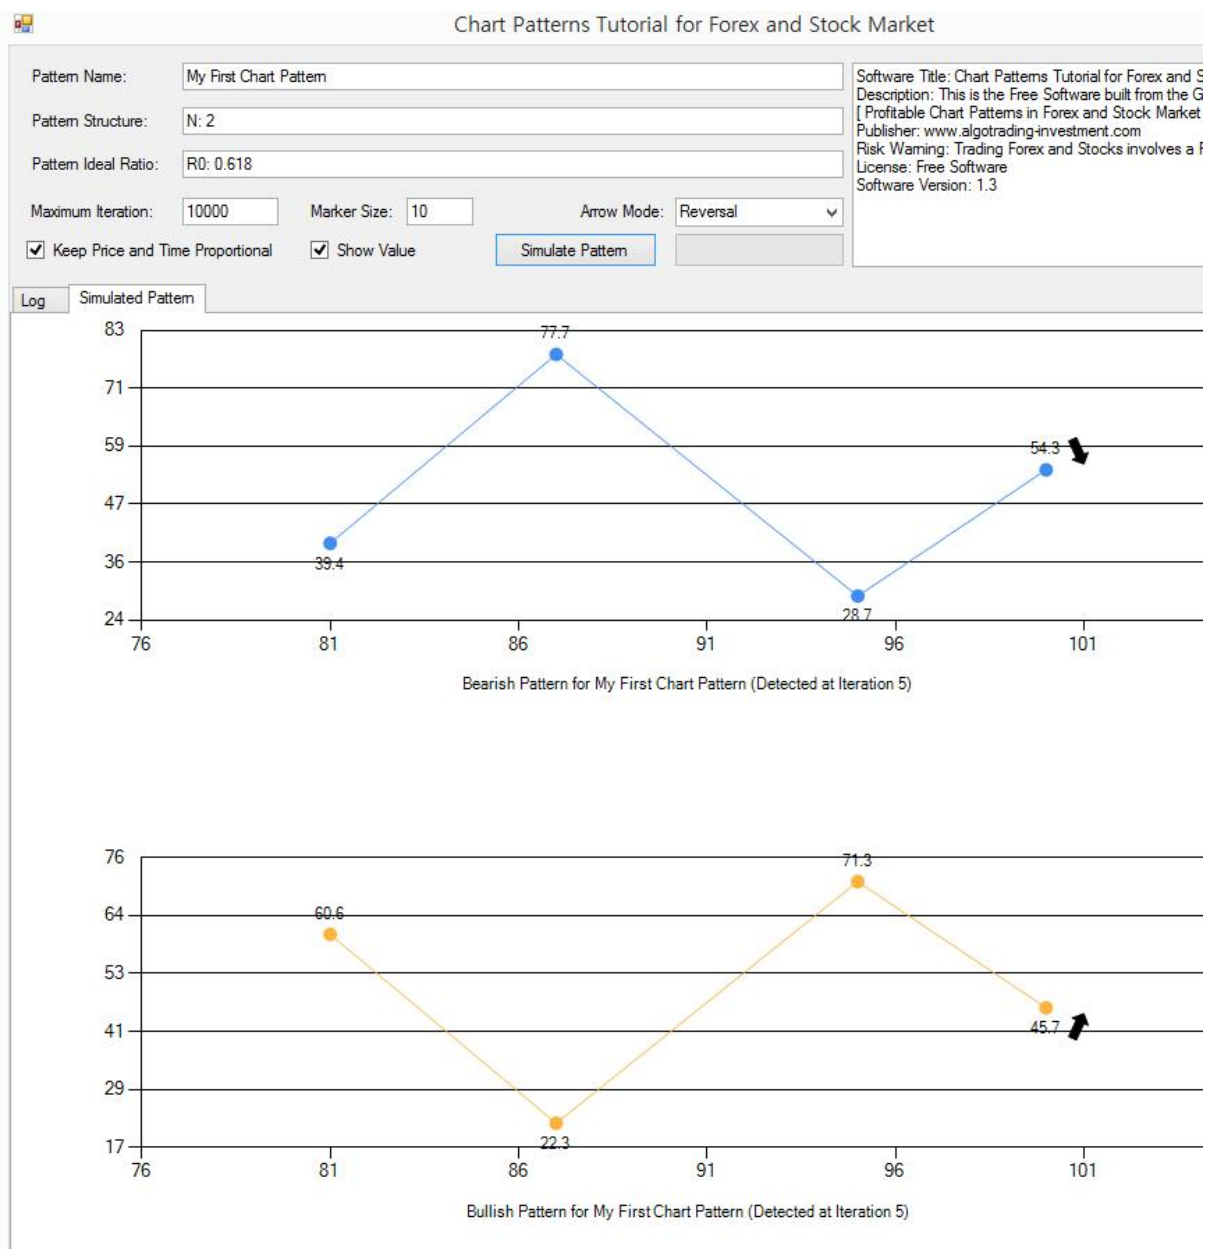 Chart Patterns Tutorial for Forex and Stock Market
Pattern Name: My First Chart Pattern
Pattern Structure: N: 2
Pattern Ideal Ratio: R0: 0.618
Maximum Iteration: 10000 Marker Size: 10 Arrow Mode: Reversal
Keep Price and Time Proportional Show Value Simulate Pattern
Software Title: Chart Patterns Tutorial for Forex and S
Description: This is the Free Software built from the G
[ Profitable Chart Patterns in Forex and Stock Market
Publisher: www.algotrading-investment.com
Risk Warning: Trading Forex and Stocks involves a
License: Free Software
Software Version: 1.3
Log Simulated Pattern
83
77.7
71
59
54.3
47
39.4
36
28.7
24
76 81 86 91 96 101
Bearish Pattern for My First Chart Pattern (Detected at Iteration 5)
76
71.3
64
60.6
53
45.7
41
29
22.3
17
76 81 86 91 96 101
Bullish Pattern for My First Chart Pattern (Detected at Iteration 5)